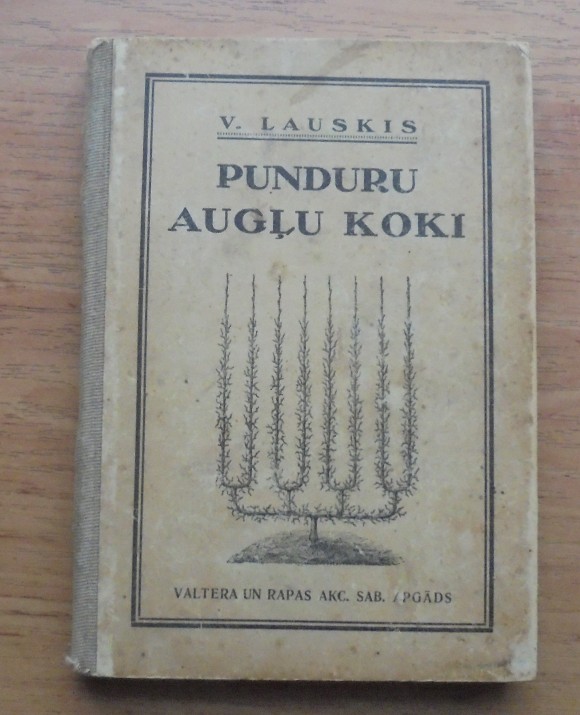 V. LAUSKIS
PUNDURU
AUGĻU KOKI
VALTERA UN RAPAS AKC. SAB. APGĀDS